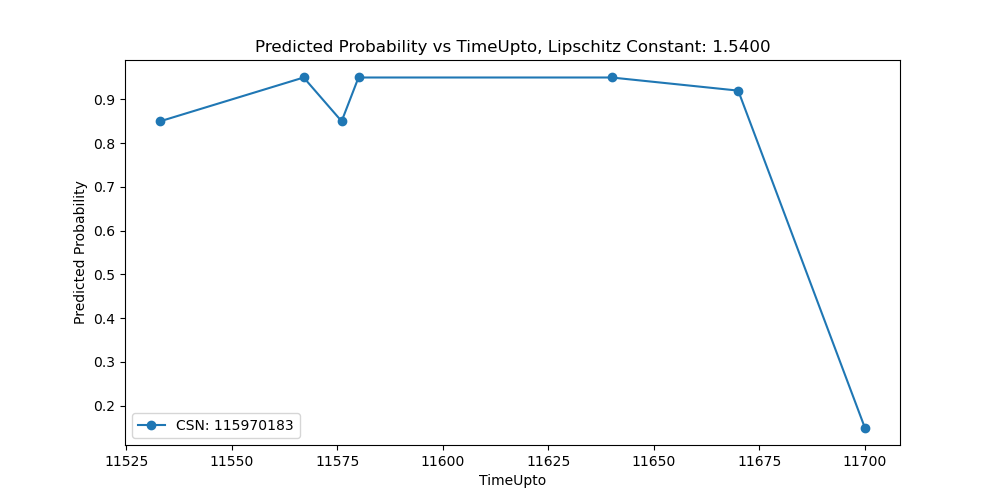 Predicted Probability vs TimeUpto, Lipschitz Constant: 1.5400
Predicted Probability
0.9
0.8
0.7
0.6
0.5
0.4
0.3
0.2
CSN: 115970183
11525 11550 11575 11600 11625 11650 11675 11700
TimeUpto